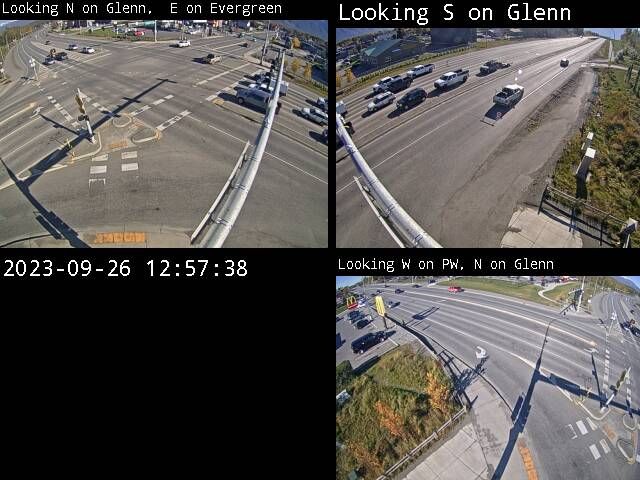 Looking N on Glenn,  E on Evergreen
Looking S on Glenn
2023-09-26 12:57:38
Looking W on PW, N on Glenn